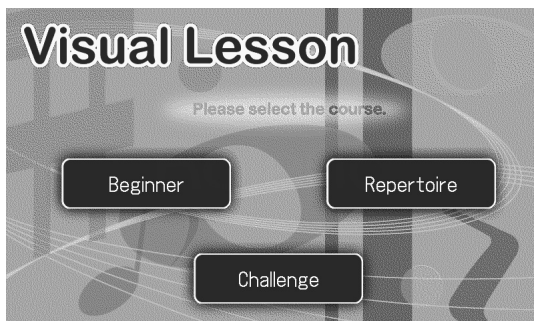 Visual Lesson
Please select the course.
Beginner
Repertoire
Challenge